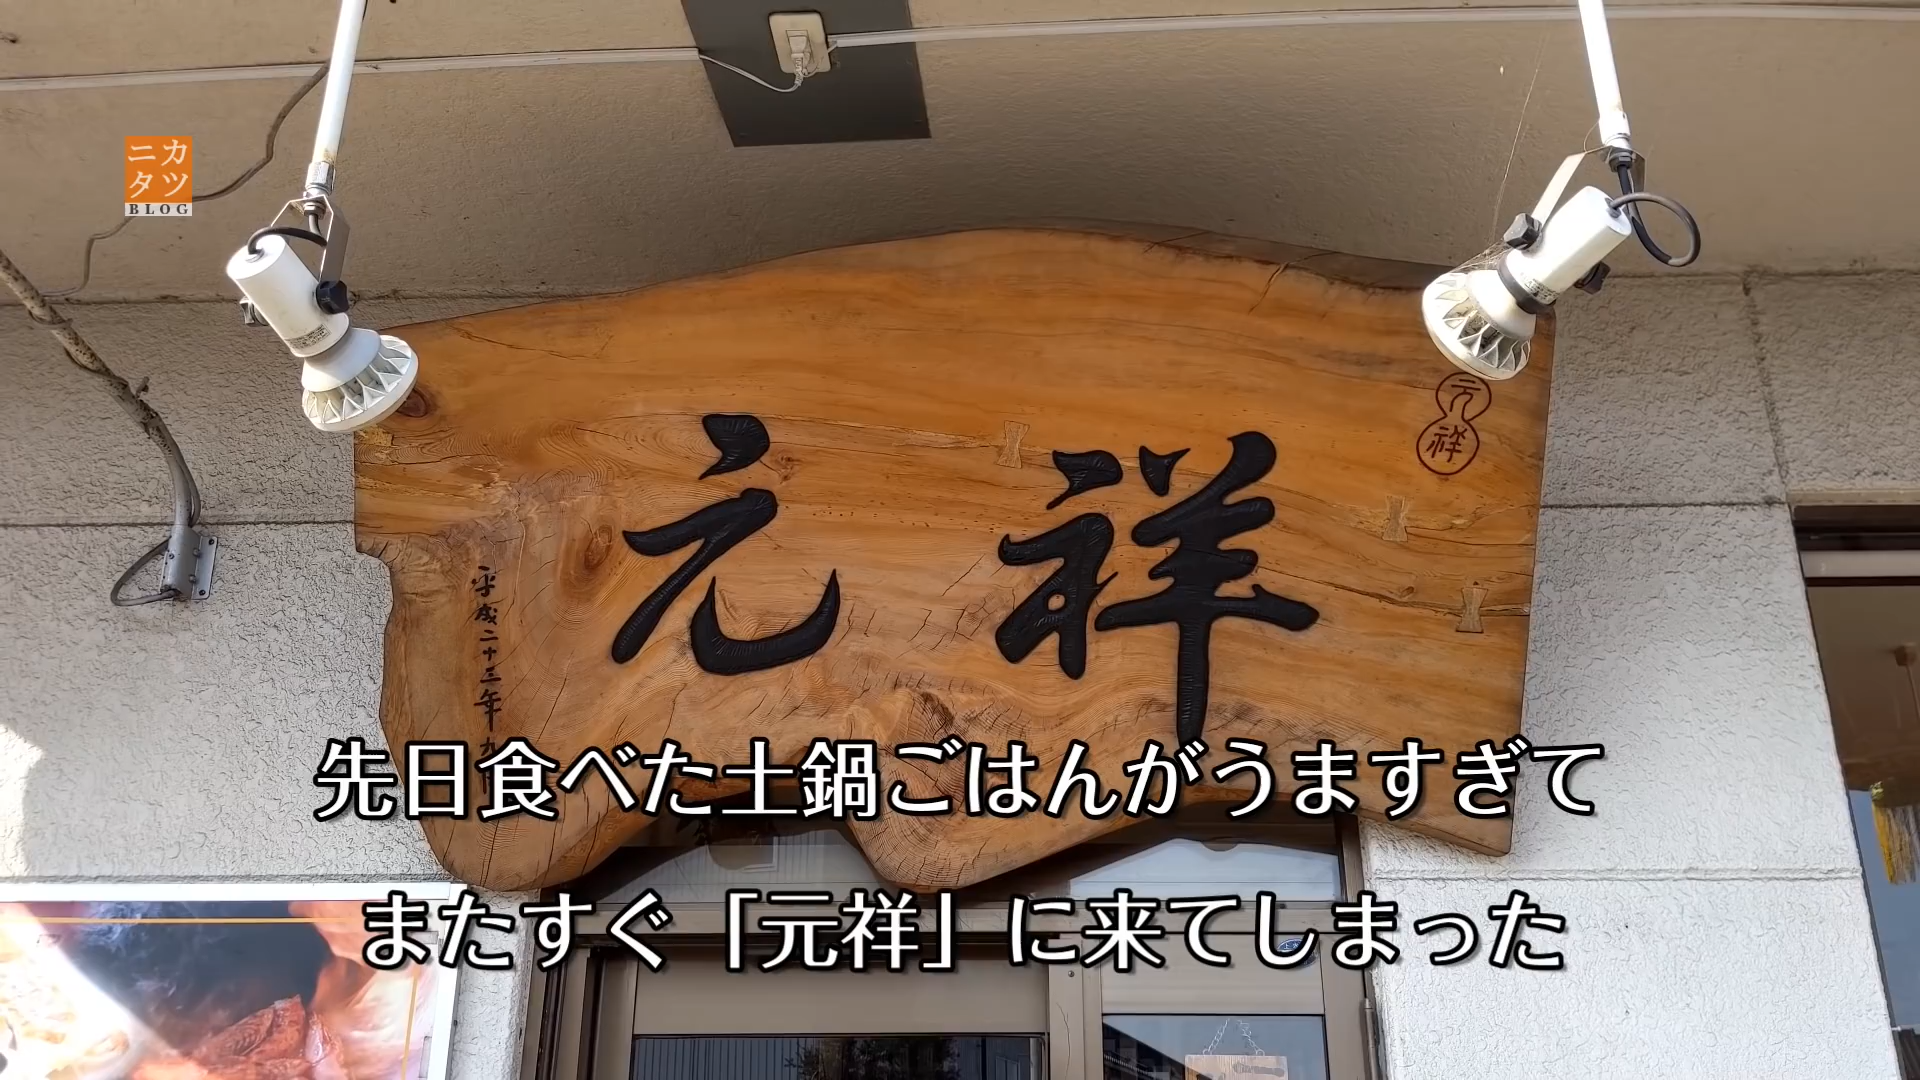 ニカ
タツ
BLOG
元祥
元
祥
平成二十三年
先日食べた土鍋ごはんがうますぎて
またすぐ「元祥」に来てしまった